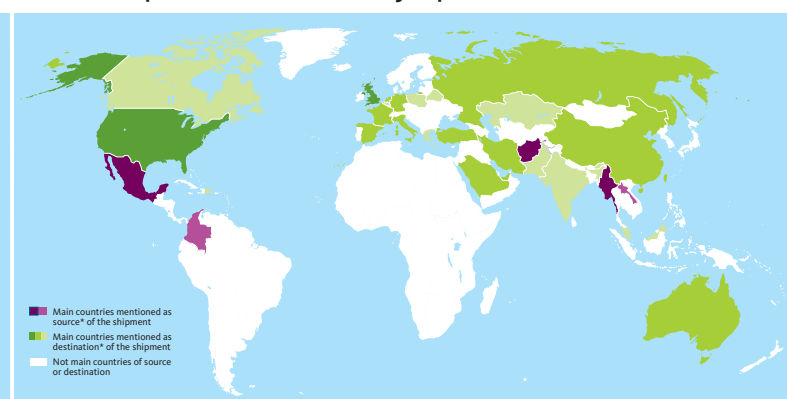 Main countries mentioned as
source* of the shipment
Main countries mentioned as
destination* of the shipment
Not main countries of source
or destination